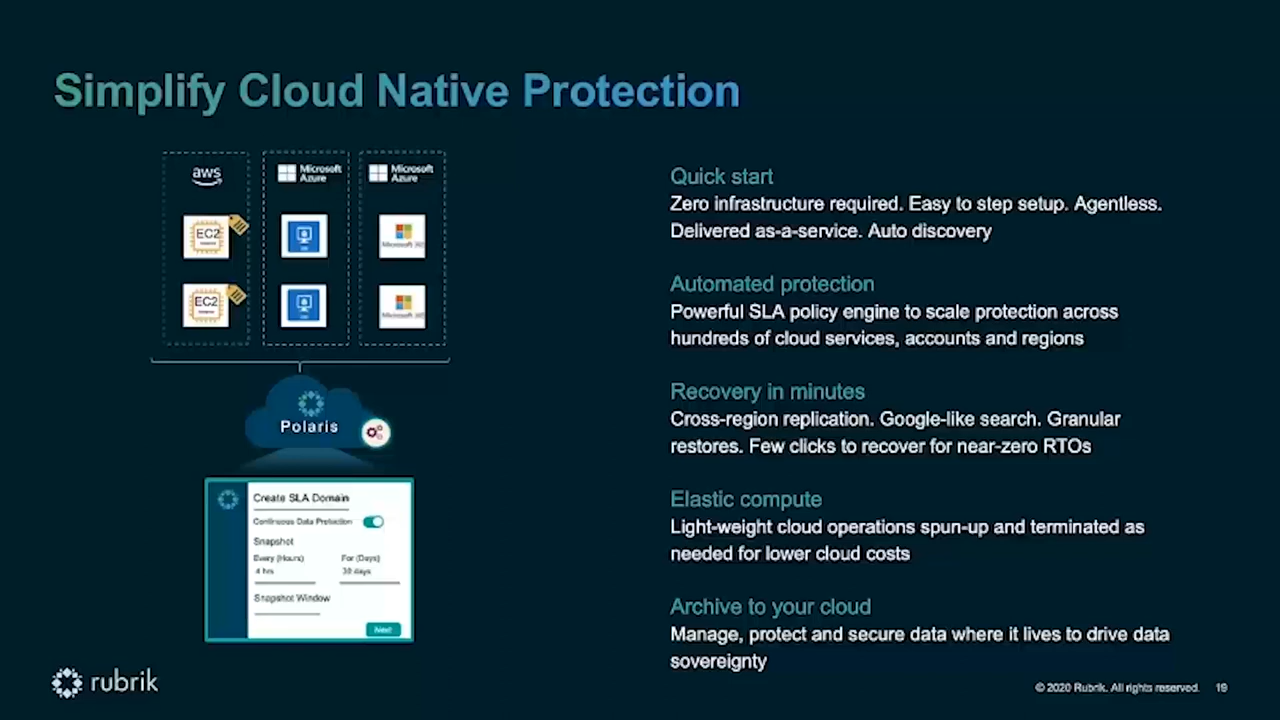 Simplify Cloud Native Protection
aws
Microsoft Azure
Microsoft Azure
EC2
Microsoft 365
EC2
Microsoft 365
Polaris
Create SLA Domain
Continuous Data Protection
Snapshot
Every (Hours)
For (Days)
4 hrs
30 days
Snapshot Window
Next
Quick start
Zero infrastructure required. Easy to step setup. Agentless.
Delivered as-a-service. Auto discovery
Automated protection
Powerful SLA policy engine to scale protection across
hundreds of cloud services, accounts and regions
Recovery in minutes
Cross-region replication. Google-like search. Granular
restores. Few clicks to recover for near-zero RTOs
Elastic compute
Light-weight cloud operations spun-up and terminated as
needed for lower cloud costs
Archive to your cloud
Manage, protect and secure data where it lives to drive data
sovereignty
rubrik
© 2020 Rubrik. All rights reserved. 19